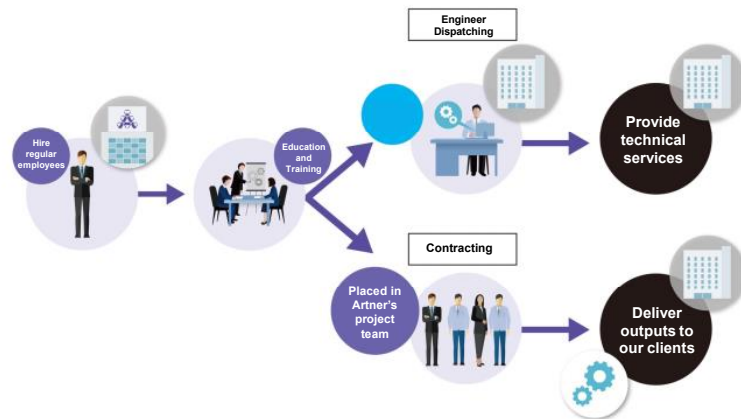 Engineer
Dispatching
Hire
regular
employees
Education
and
Training
Provide
technical
services
Contracting
Placed in
Artner's
project
team
Deliver
outputs to
our clients